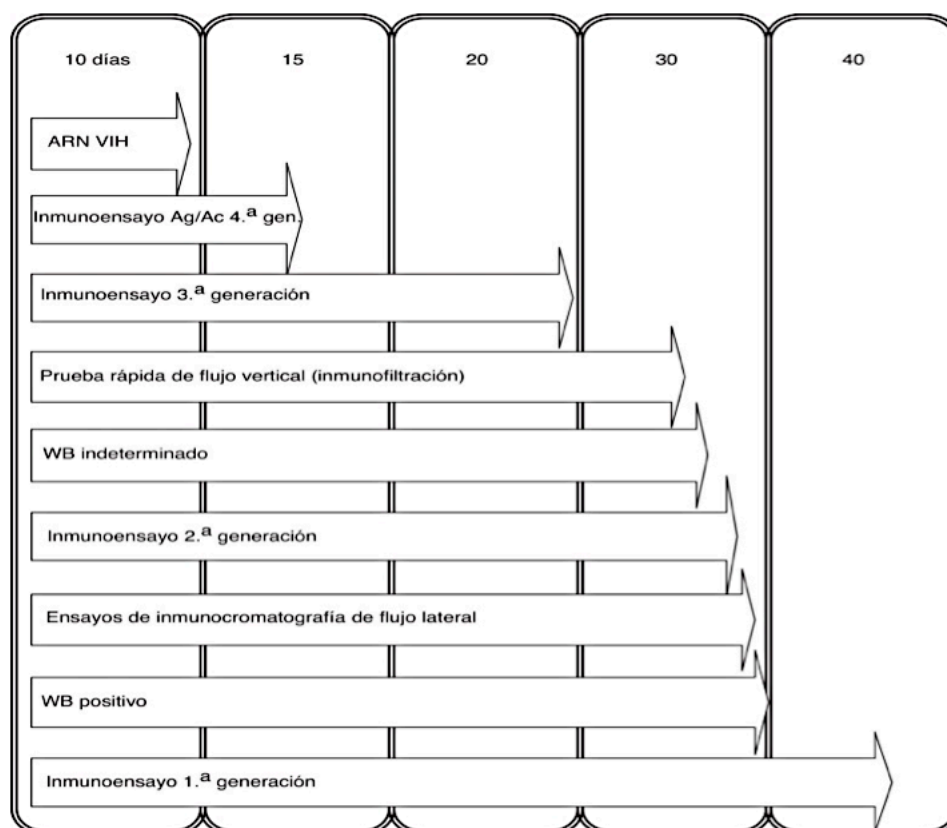 10 días 15 20 30 40
ARN VIH
Inmunoensayo Ag/Ac 4.ª gen.
Inmunoensayo 3.ª generación
Prueba rápida de flujo vertical (inmunofiltración)
WB indeterminado
Inmunoensayo 2.ª generación
Ensayos de inmunocromatografía de flujo lateral
WB positivo
Inmunoensayo 1.ª generación